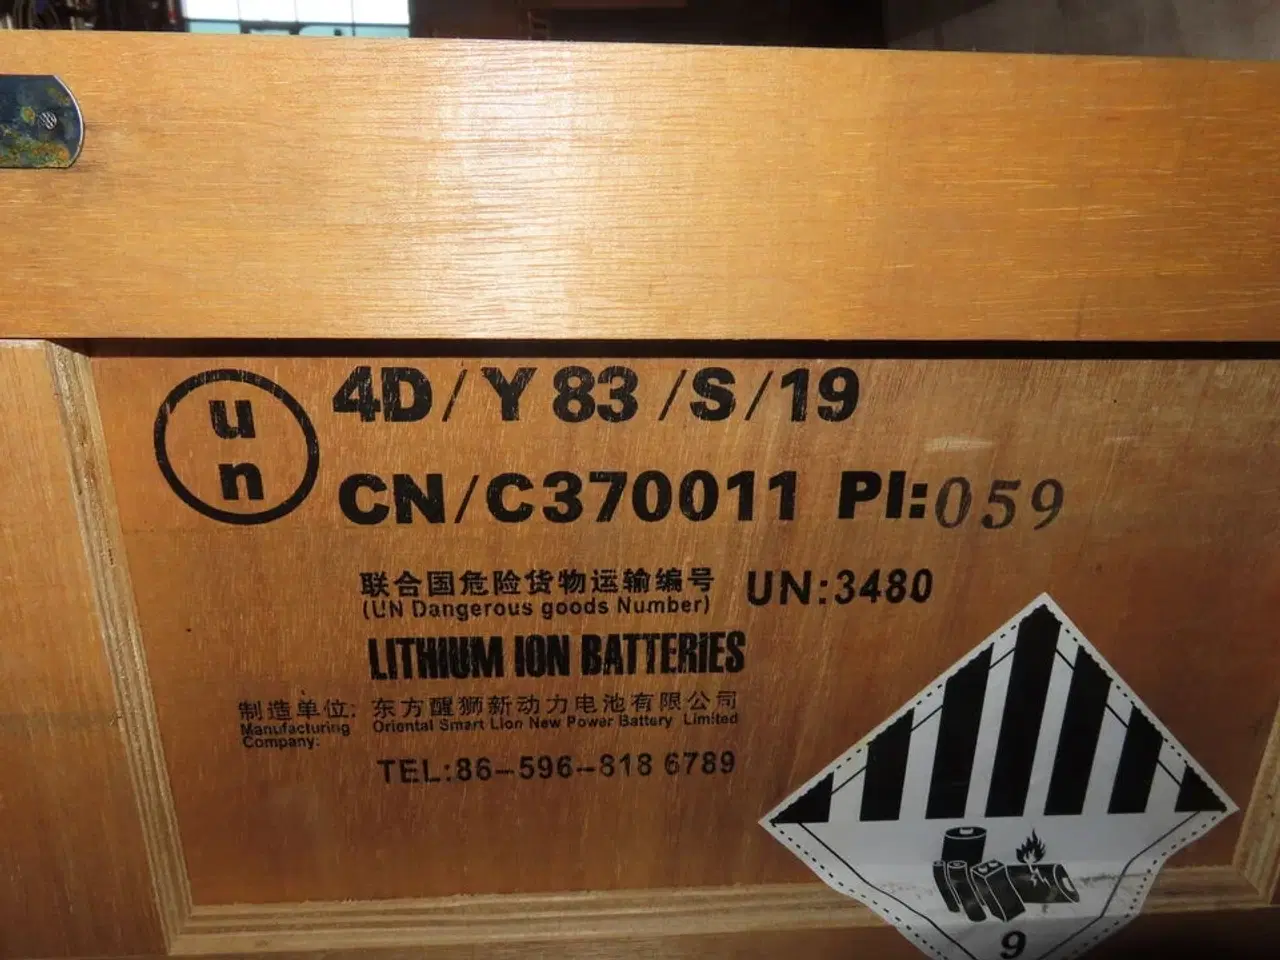 un
4D/Y83/S/19
CN/C370011 PI:059
联合国危险货物运输编号 UN:3480
(UN Dangerous goods Number)
LITHIUM ION BATTERIES
制造单位: 东方醒狮新动力电池有限公司
Manufacturing Company: Oriental Smart Lion New Power Battery Limited
TEL:86-596-818 6789
9